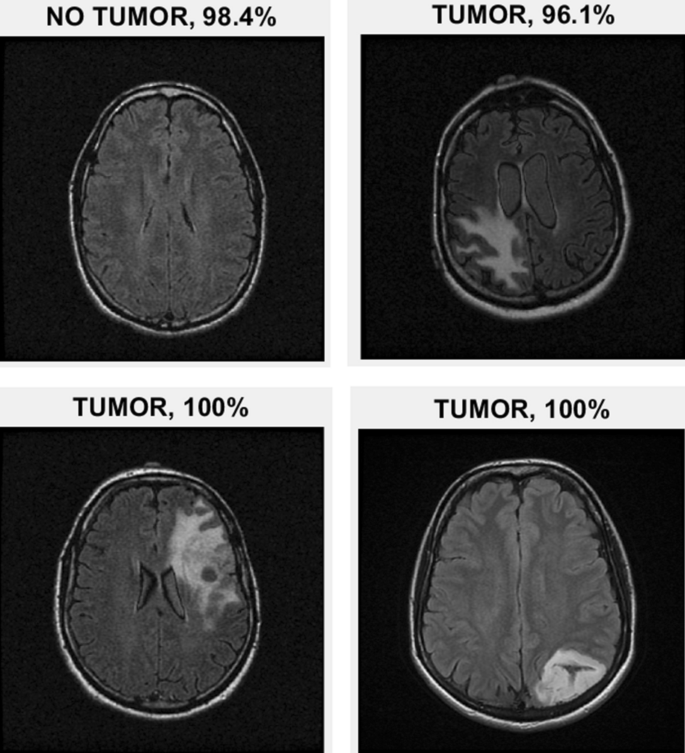 NO TUMOR, 98.4%
TUMOR, 96.1%
TUMOR, 100%
TUMOR, 100%